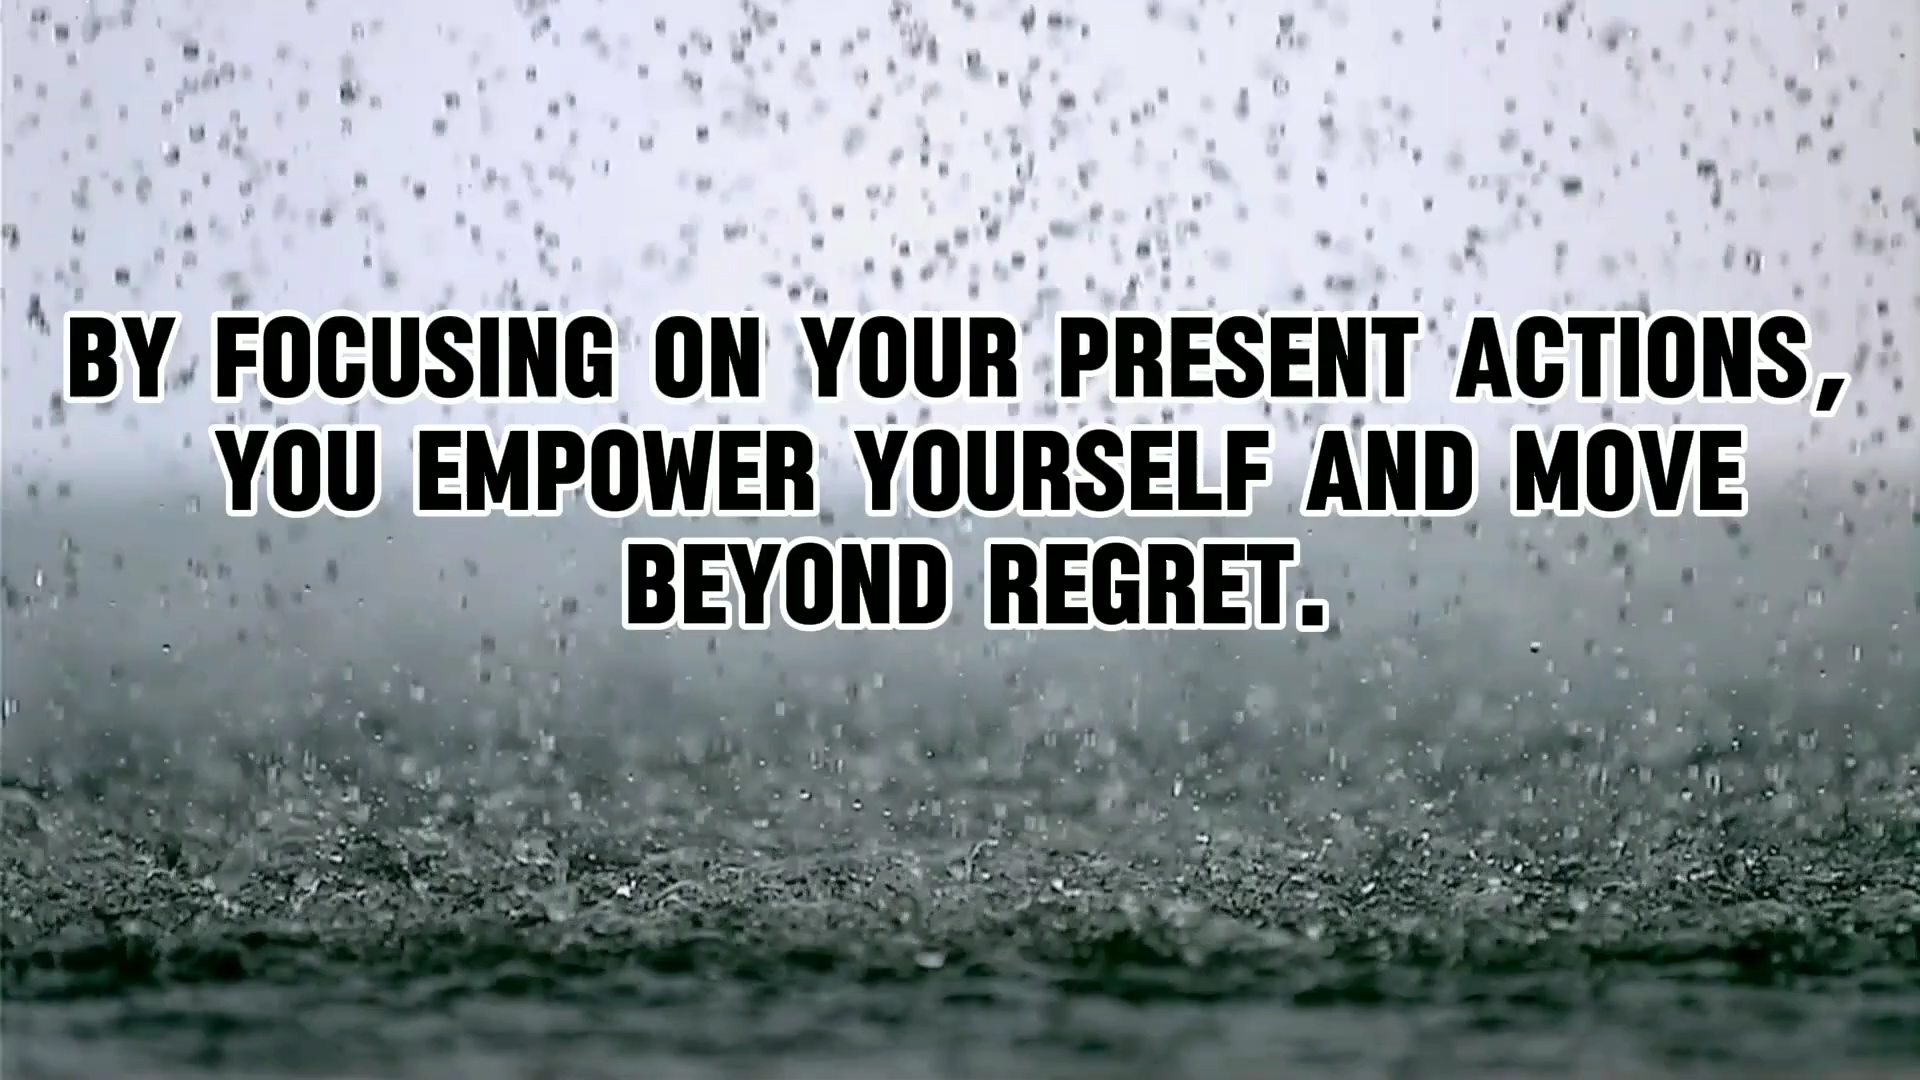 BY FOCUSING ON YOUR PRESENT ACTIONS,
YOU EMPOWER YOURSELF AND MOVE
BEYOND REGRET.